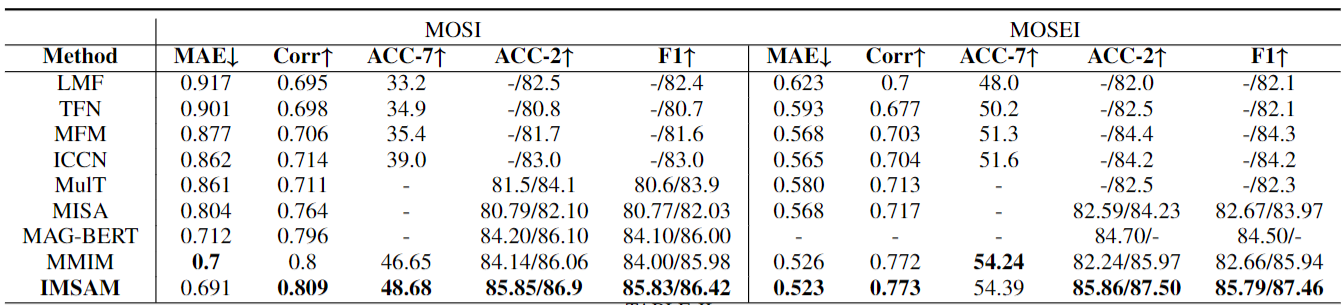 MOSI MOSEI
Method MAE↓ Corr↑ ACC-7↑ ACC-2↑ F1↑ MAE↓ Corr↑ ACC-7↑ ACC-2↑ F1↑
LMF 0.917 0.695 33.2 -/82.5 -/82.4 0.623 0.7 48.0 -/82.0 -/82.1
TFN 0.901 0.698 34.9 -/80.8 -/80.7 0.593 0.677 50.2 -/82.5 -/82.1
MFM 0.877 0.706 35.4 -/81.7 -/81.6 0.568 0.703 51.3 -/84.4 -/84.3
ICCN 0.862 0.714 39.0 -/83.0 -/83.0 0.565 0.704 51.6 -/84.2 -/84.2
MulT 0.861 0.711 - 81.5/84.1 80.6/83.9 0.580 0.713 - -/82.5 -/82.3
MISA 0.804 0.764 - 80.79/82.10 80.77/82.03 0.568 0.717 - 82.59/84.23 82.67/83.97
MAG-BERT 0.712 0.796 - 84.20/86.10 84.10/86.00 - - - 84.70/- 84.50/-
MMIM 0.7 0.8 46.65 84.14/86.06 84.00/85.98 0.526 0.772 54.24 82.24/85.97 82.66/85.94
IMSAM 0.691 0.809 48.68 85.85/86.9 85.83/86.42 0.523 0.773 54.39 85.86/87.50 85.79/87.46